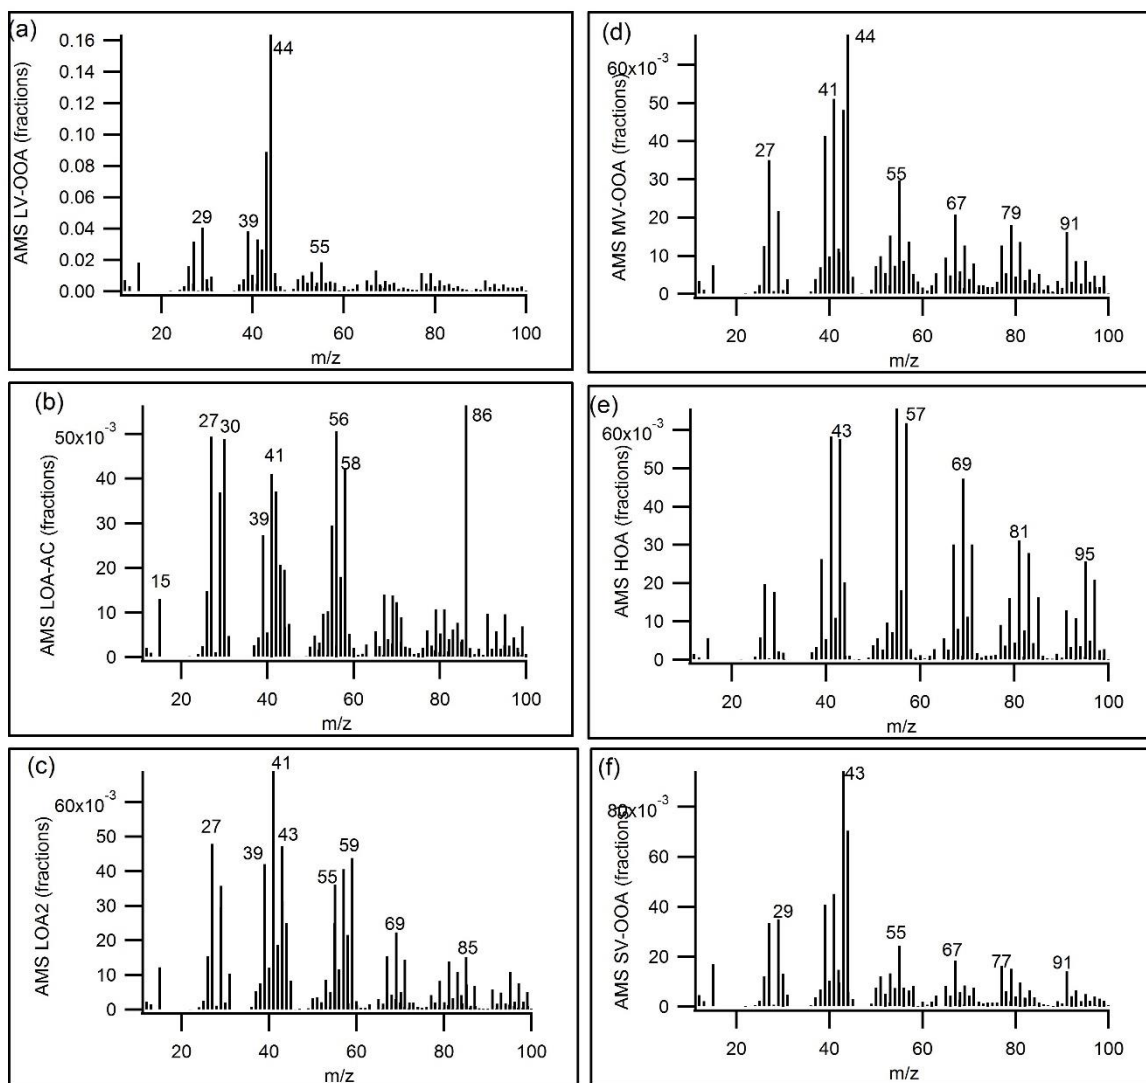 (a)
AMS LV-OOA (fractions)
0.16
0.14
0.12
0.10
0.08
0.06
0.04
0.02
0.00
44
29
39
55
20 40 60 80 100
m/z
(b)
AMS LOA-AC (fractions)
50x10⁻³
40
30
20
10
0
15
27
30
39
41
56
58
86
20 40 60 80 100
m/z
(c)
AMS LOA2 (fractions)
60x10⁻³
50
40
30
20
10
0
27
39
41
43
55
59
69
85
20 40 60 80 100
m/z
(d)
AMS MV-OOA (fractions)
60x10⁻³
50
40
30
20
10
0
27
41
44
55
67
79
91
20 40 60 80 100
m/z
(e)
AMS HOA (fractions)
60x10⁻³
50
40
30
20
10
0
43
57
69
81
95
20 40 60 80 100
m/z
(f)
AMS SV-OOA (fractions)
80x10⁻³
60
40
20
0
29
43
55
67
77
91
20 40 60 80 100
m/z